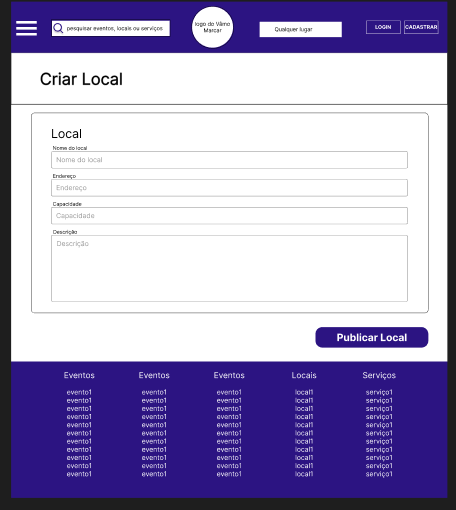 pesquisar eventos, locais ou serviços
logo do Vâmo
Marcar
Qualquer lugar
LOGIN
CADASTRAR
Criar Local
Local
Nome do local
Nome do local
Endereço
Endereço
Capacidade
Capacidade
Descrição
Descrição
Publicar Local
Eventos Eventos Eventos Locais Serviços
evento1 evento1 evento1 local1 serviço1
evento1 evento1 evento1 local1 serviço1
evento1 evento1 evento1 local1 serviço1
evento1 evento1 evento1 local1 serviço1
evento1 evento1 evento1 local1 serviço1
evento1 evento1 evento1 local1 serviço1
evento1 evento1 evento1 local1 serviço1
evento1 evento1 evento1 local1 serviço1
evento1 evento1 evento1 local1 serviço1
evento1 evento1 evento1 local1 serviço1
evento1 evento1 evento1 local1 serviço1